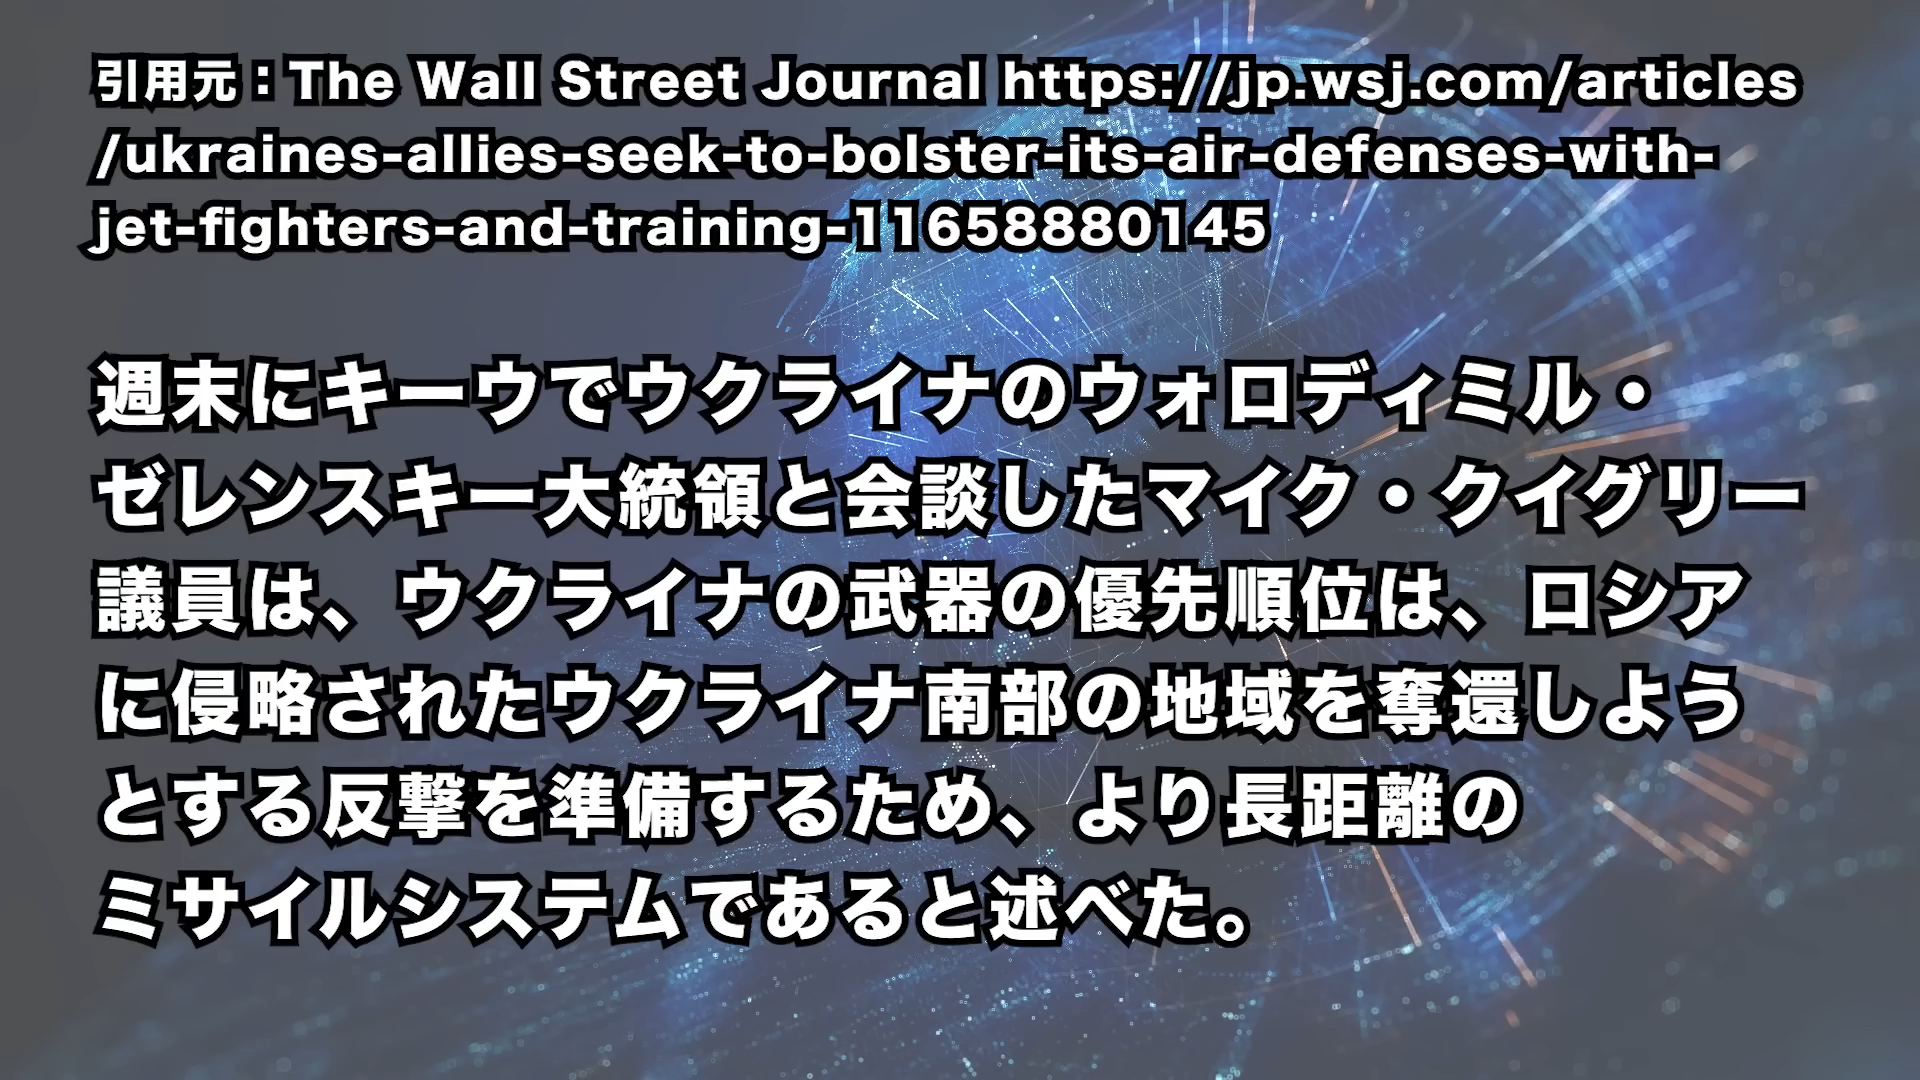 引用元：The Wall Street Journal https://jp.wsj.com/articles
/ukraines-allies-seek-to-bolster-its-air-defenses-with-
jet-fighters-and-training-11658880145
週末にキーウでウクライナのウォロディミル・
ゼレンスキー大統領と会談したマイク・クイグリー
議員は、ウクライナの武器の優先順位は、ロシア
に侵略されたウクライナ南部の地域を奪還しよう
とする反撃を準備するため、より長距離の
ミサイルシステムであると述べた。